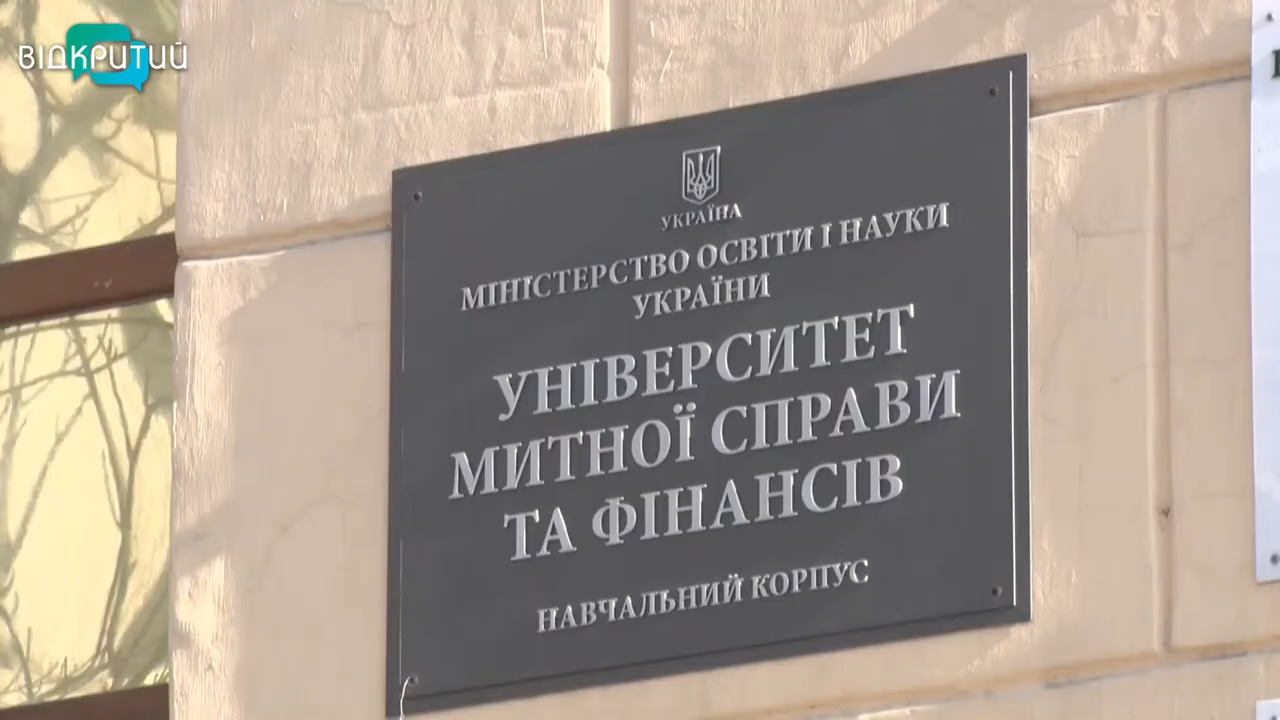 ВІДКРИТИЙ
УКРАЇНА
МІНІСТЕРСТВО ОСВІТИ І НАУКИ
УКРАЇНИ
УНІВЕРСИТЕТ
МИТНОЇ СПРАВИ
ТА ФІНАНСІВ
НАВЧАЛЬНИЙ КОРПУС